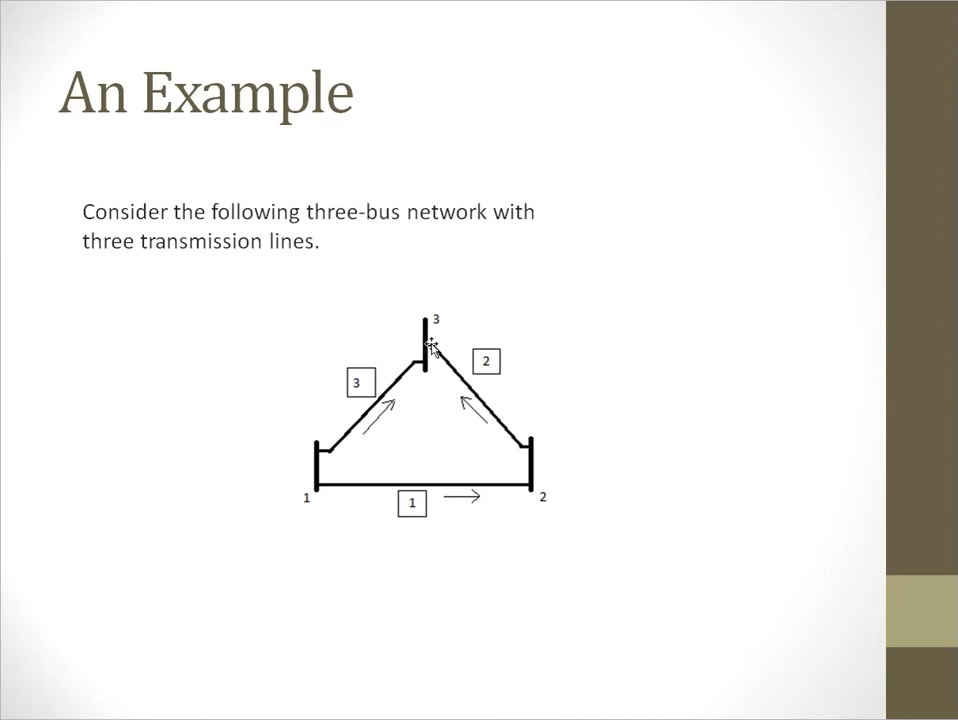 An Example
Consider the following three-bus network with
three transmission lines.
3
2
3
1
1
2